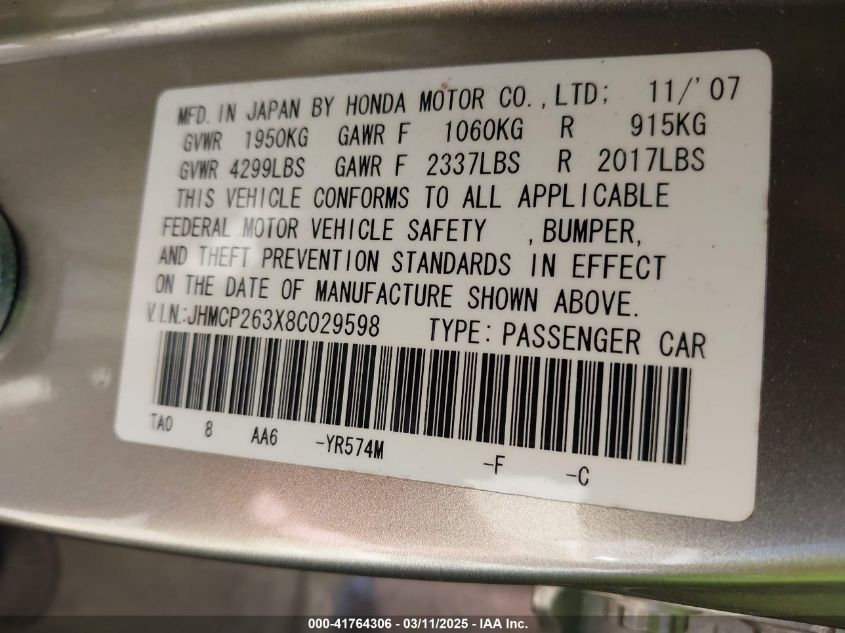 MFD. IN JAPAN BY HONDA MOTOR CO., LTD; 11/'07
GVWR 1950KG GAWR F 1060KG R 915KG
GVWR 4299LBS GAWR F 2337LBS R 2017LBS
THIS VEHICLE CONFORMS TO ALL APPLICABLE
FEDERAL MOTOR VEHICLE SAFETY , BUMPER,
AND THEFT PREVENTION STANDARDS IN EFFECT
ON THE DATE OF MANUFACTURE SHOWN ABOVE.
V.I.N.:JHMCP263X8C029598 TYPE: PASSENGER CAR
TA0 8 AA6 -YR574M -F -C
000-41764306 - 03/11/2025 - IAA Inc.